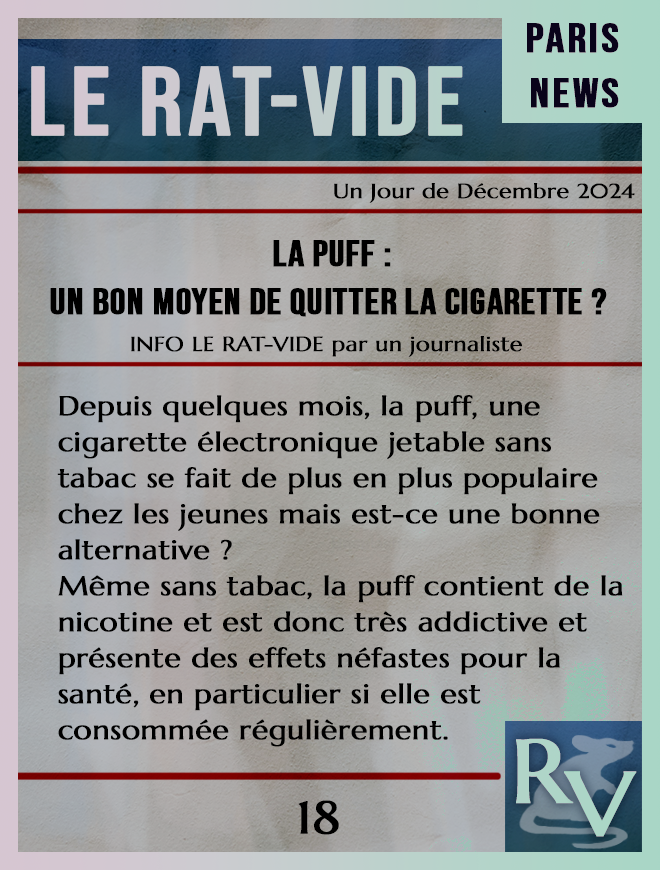 PARIS
NEWS
LE RAT-VIDE
Un Jour de Décembre 2024
LA PUFF :
UN BON MOYEN DE QUITTER LA CIGARETTE ?
INFO LE RAT-VIDE par un journaliste
Depuis quelques mois, la puff, une
cigarette électronique jetable sans
tabac se fait de plus en plus populaire
chez les jeunes mais est-ce une bonne
alternative ?
Même sans tabac, la puff contient de la
nicotine et est donc très addictive et
présente des effets néfastes pour la
santé, en particulier si elle est
consommée régulièrement.
18
RV